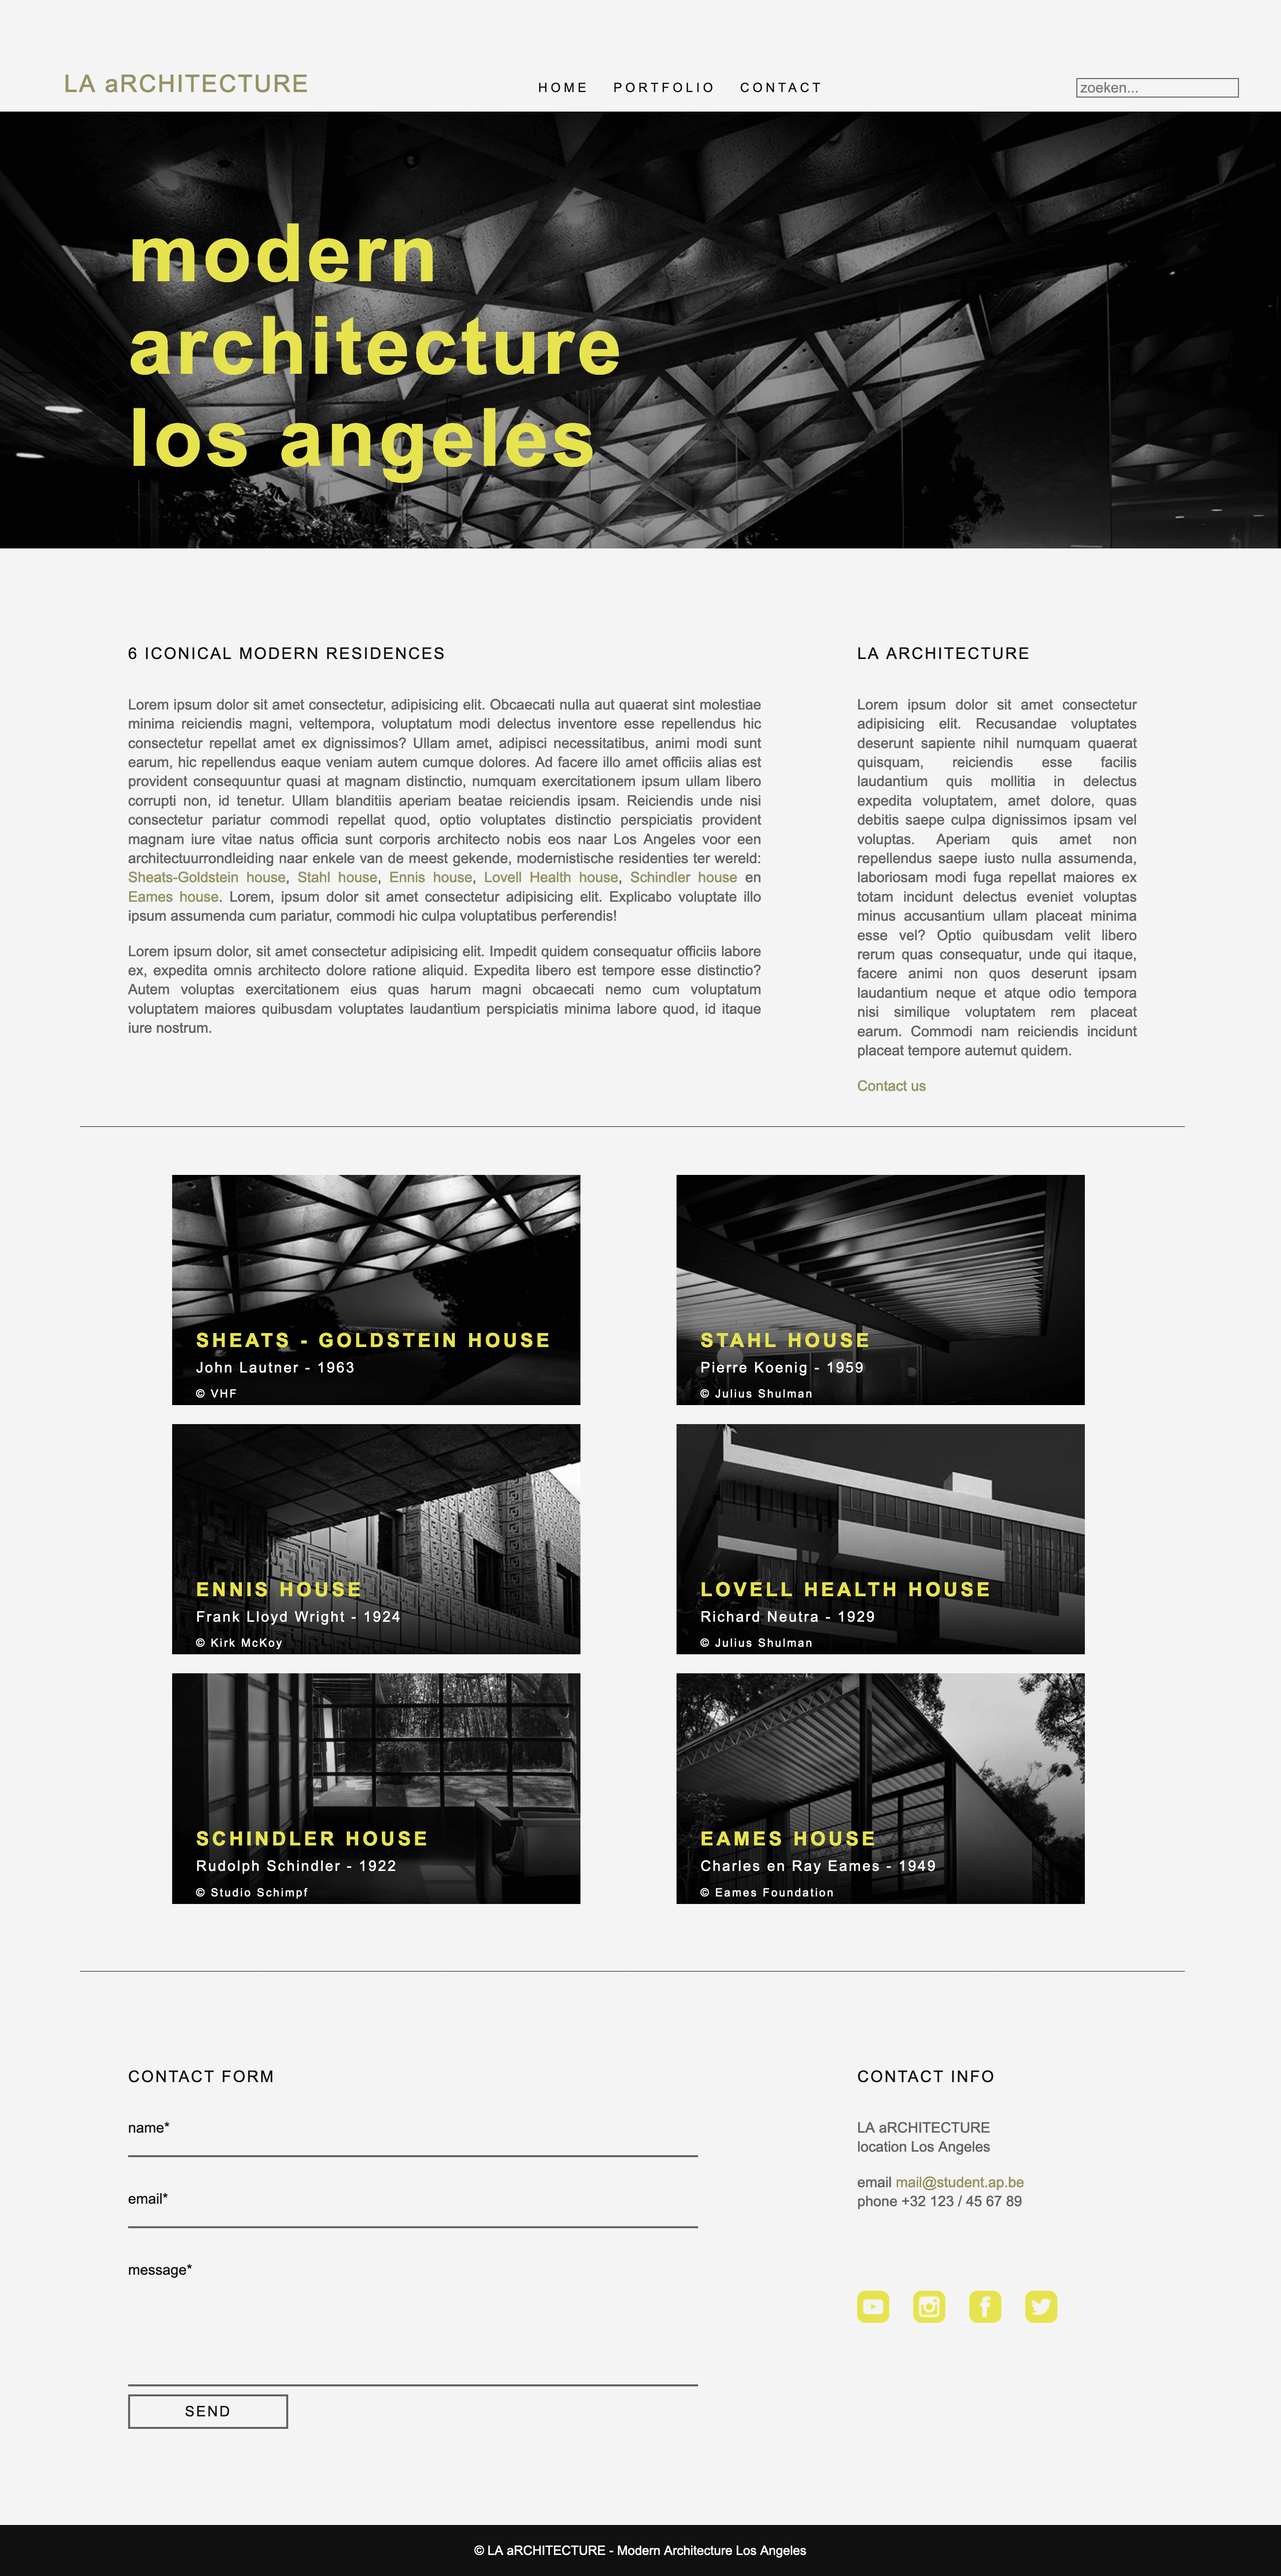 LA aRCHITECTURE
HOME PORTFOLIO CONTACT
zoeken...
modern
architecture
los angeles
6 ICONICAL MODERN RESIDENCES
Lorem ipsum dolor sit amet consectetur, adipisicing elit. Obcaecati nulla aut quaerat sint molestiae
minima reiciendis magni, veltempora, voluptatum modi delectus inventore esse repellendus hic
consectetur repellat amet ex dignissimos? Ullam amet, adipisci necessitatibus, animi modi sunt
earum, hic repellendus eaque veniam autem cumque dolores. Ad facere illo amet officiis alias est
provident consequuntur quasi at magnam distinctio, numquam exercitationem ipsum ullam libero
corrupti non, id tenetur. Ullam blanditiis aperiam beatae reiciendis ipsam. Reiciendis unde nisi
consectetur pariatur commodi repellat quod, optio voluptates distinctio perspiciatis provident
magnam iure vitae natus officia sunt corporis architecto nobis eos naar Los Angeles voor een
architectuurrondleiding naar enkele van de meest gekende, modernistische residenties ter wereld:
Sheats-Goldstein house, Stahl house, Ennis house, Lovell Health house, Schindler house en
Eames house. Lorem, ipsum dolor sit amet consectetur adipisicing elit. Explicabo voluptate illo
ipsum assumenda cum pariatur, commodi hic culpa voluptatibus perferendis!
Lorem ipsum dolor, sit amet consectetur adipisicing elit. Impedit quidem consequatur officiis labore
ex, expedita omnis architecto dolore ratione aliquid. Expedita libero est tempore esse distinctio?
Autem voluptas exercitationem eius quas harum magni obcaecati nemo cum voluptatum
voluptatem maiores quibusdam voluptates laudantium perspiciatis minima labore quod, id itaque
iure nostrum.
LA ARCHITECTURE
Lorem ipsum dolor sit amet consectetur
adipisicing elit. Recusandae voluptates
deserunt sapiente nihil numquam quaerat
quisquam, reiciendis esse facilis
laudantium quis mollitia in delectus
expedita voluptatem, amet dolore, quas
debitis saepe culpa dignissimos ipsam vel
voluptas. Aperiam quis amet non
repellendus saepe iusto nulla assumenda,
laboriosam modi fuga repellat maiores ex
totam incidunt delectus eveniet voluptas
minus accusantium ullam placeat minima
esse vel? Optio quibusdam velit libero
rerum quas consequatur, unde qui itaque,
facere animi non quos deserunt ipsam
laudantium neque et atque odio tempora
nisi similique voluptatem rem placeat
earum. Commodi nam reiciendis incidunt
placeat tempore autemut quidem.
Contact us
SHEATS - GOLDSTEIN HOUSE
John Lautner - 1963
© VHF
STAHL HOUSE
Pierre Koenig - 1959
© Julius Shulman
ENNIS HOUSE
Frank Lloyd Wright - 1924
© Kirk McKoy
LOVELL HEALTH HOUSE
Richard Neutra - 1929
© Julius Shulman
SCHINDLER HOUSE
Rudolph Schindler - 1922
© Studio Schimpf
EAMES HOUSE
Charles en Ray Eames - 1949
© Eames Foundation
CONTACT FORM
name*
email*
message*
SEND
CONTACT INFO
LA aRCHITECTURE
location Los Angeles
email mail@student.ap.be
phone +32 123 / 45 67 89
© LA aRCHITECTURE - Modern Architecture Los Angeles